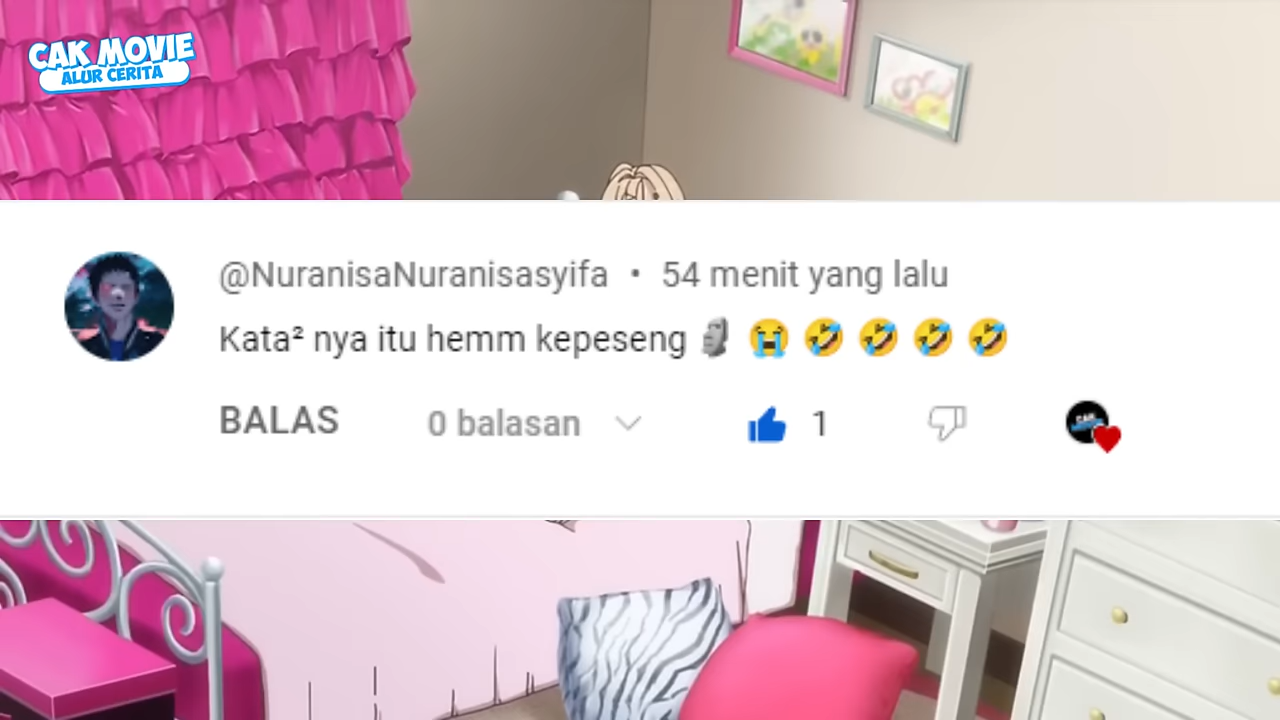 CAK MOVIE
ALUR CERITA
@NuranisaNuranisasyifa • 54 menit yang lalu
Kata² nya itu hemm kepeseng 🗿 😭 🤣 🤣 🤣 🤣
BALAS 0 balasan 1